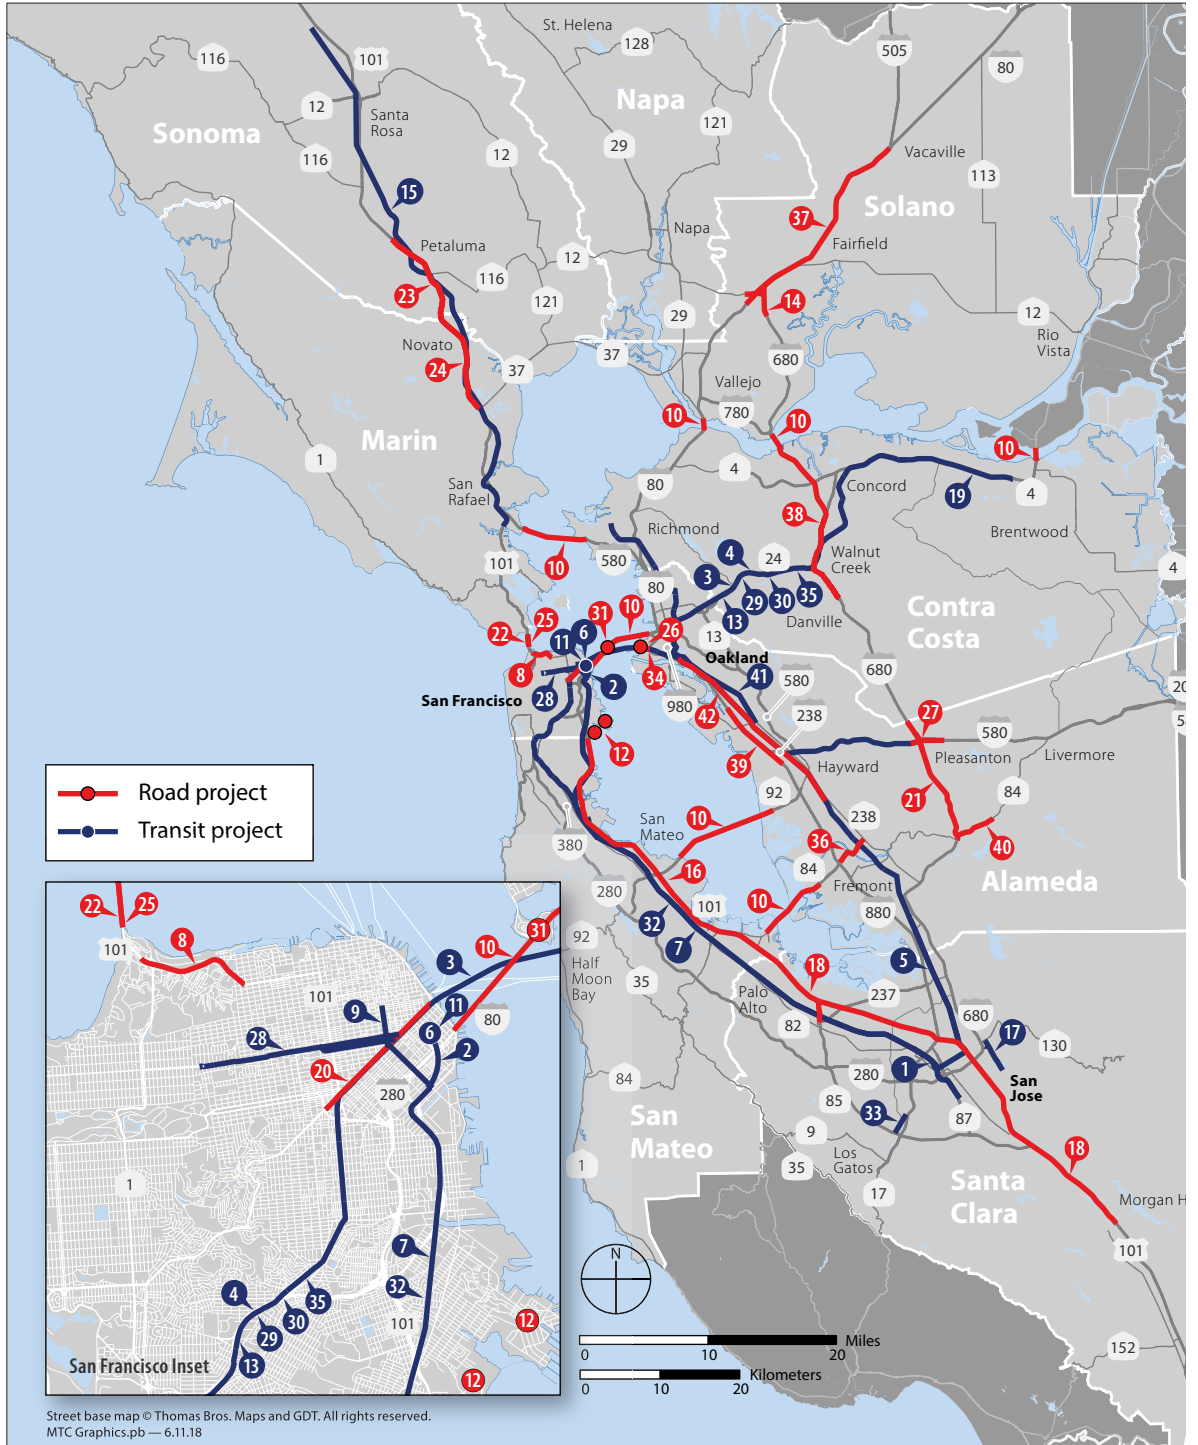 St. Helena
128
505
80
116
101
Napa
12
Santa
Rosa
121
Sonoma
116
12
29
Vacaville
113
15
Solano
37
Napa
Fairfield
Petaluma
12
116
23
121
14
29
12
Rio
Vista
Novato
24
37
37
680
Vallejo
10
780
10
Marin
10
1
4
San
Rafael
80
Concord
19
4
38
Brentwood
Richmond
4
24
Walnut
Creek
101
10
580
80
3
29
30
35
4
13
Contra
Costa
Danville
22
25
11
6
31
10
26
13
Oakland
8
34
41
680
580
San Francisco
28
2
980
42
238
27
20
580
58
12
39
Hayward
Pleasanton
Livermore
Road project
92
21
84
Transit project
San
Mateo
10
238
380
36
40
16
84
Fremont
Alameda
280
101
10
880
32
7
22
25
31
10
92
8
101
3
Half
Moon
Bay
18
5
35
237
Palo
Alto
101
11
9
80
82
680
17
28
6
130
2
1
20
280
280
San
Jose
84
85
33
87
San
Mateo
9
Los
Gatos
1
1
35
18
17
Santa
Clara
Morgan H
7
N
101
32
35
4
30
12
29
101
Miles
0
10
20
152
San Francisco Inset
13
12
Kilometers
0
10
20
Street base map © Thomas Bros. Maps and GDT. All rights reserved.
MTC Graphics.pb — 6.11.18